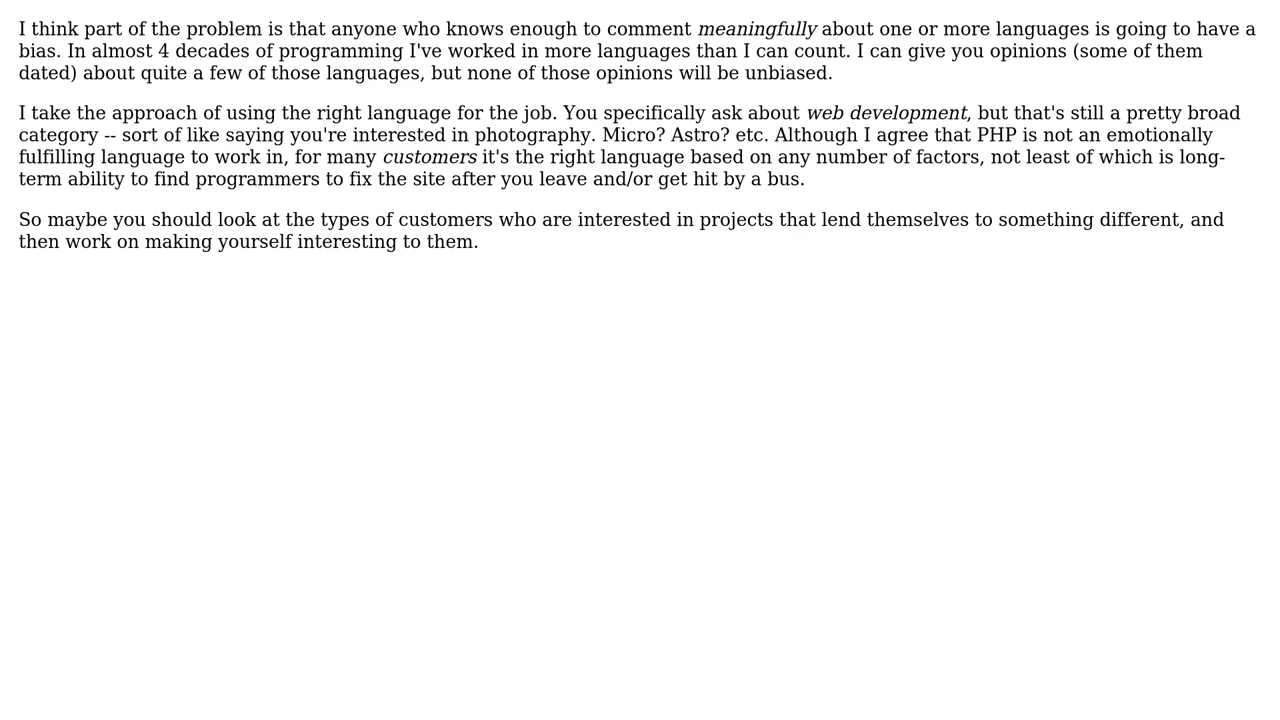 I think part of the problem is that anyone who knows enough to comment meaningfully about one or more languages is going to have a
bias. In almost 4 decades of programming I've worked in more languages than I can count. I can give you opinions (some of them
dated) about quite a few of those languages, but none of those opinions will be unbiased.
I take the approach of using the right language for the job. You specifically ask about web development, but that's still a pretty broad
category -- sort of like saying you're interested in photography. Micro? Astro? etc. Although I agree that PHP is not an emotionally
fulfilling language to work in, for many customers it's the right language based on any number of factors, not least of which is long-
term ability to find programmers to fix the site after you leave and/or get hit by a bus.
So maybe you should look at the types of customers who are interested in projects that lend themselves to something different, and
then work on making yourself interesting to them.